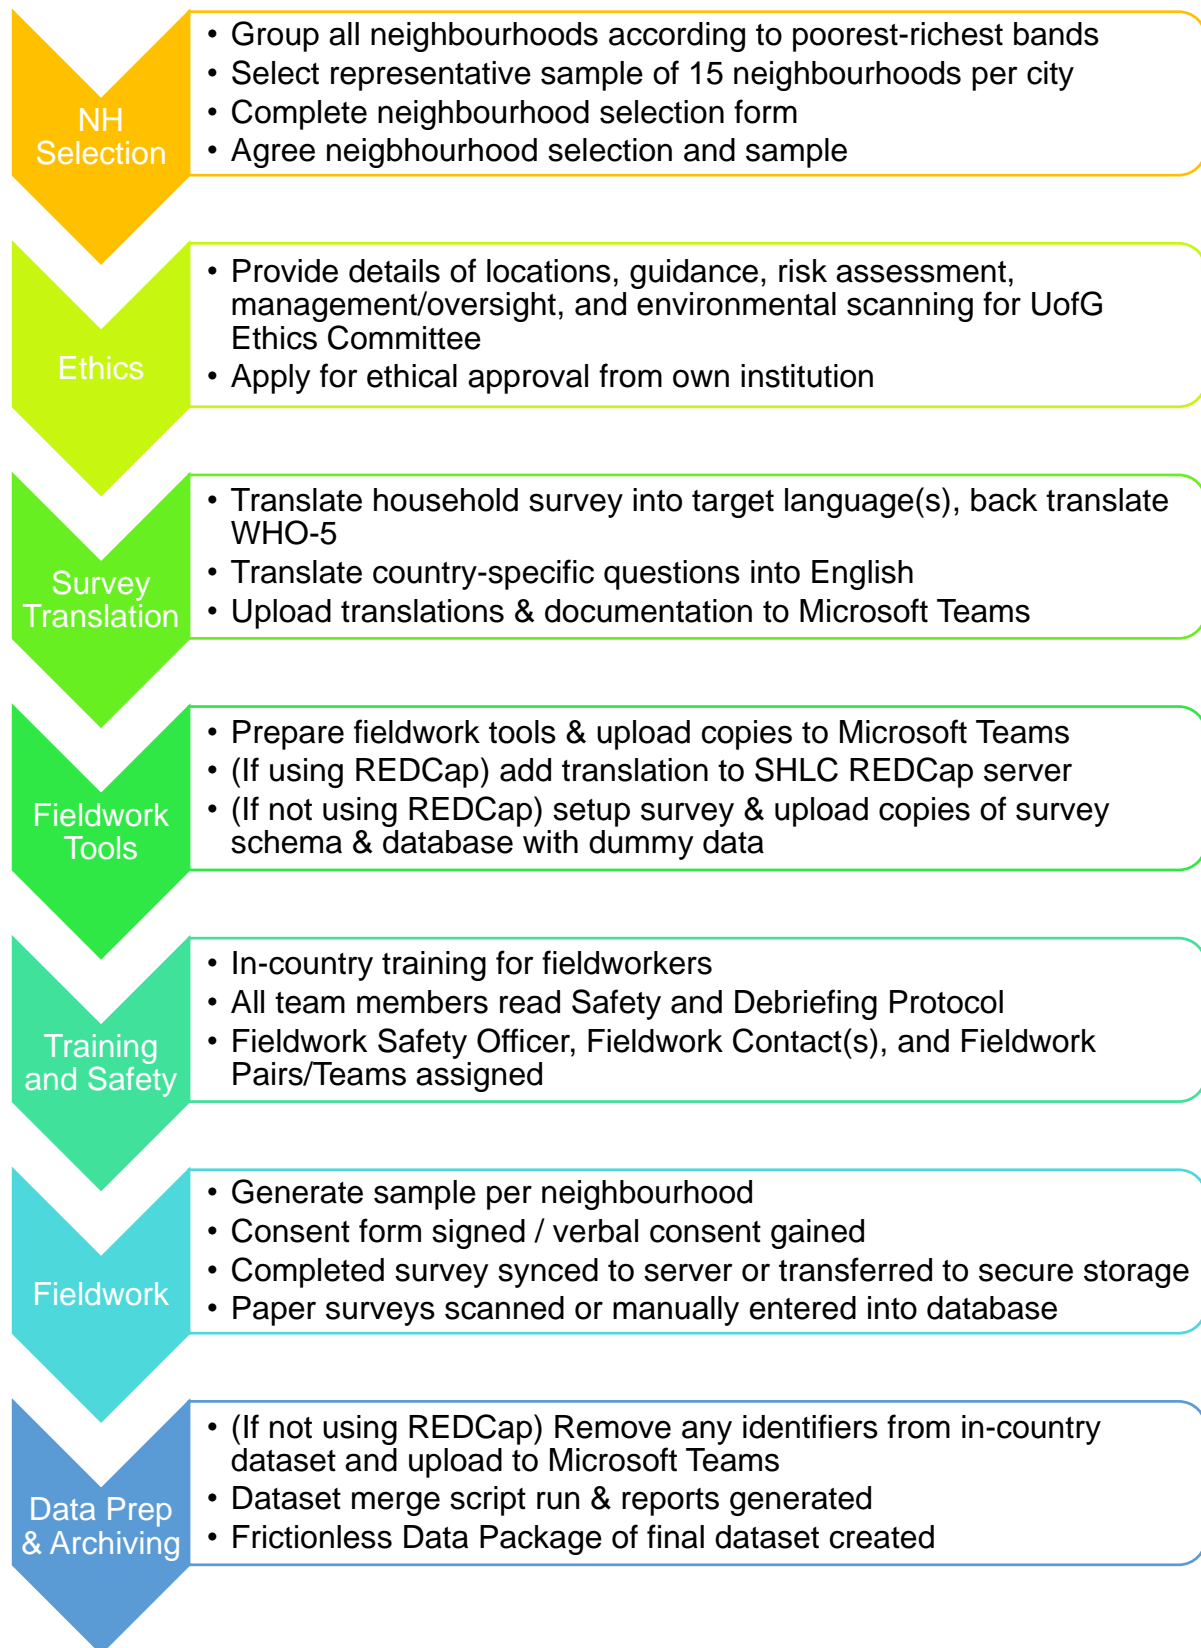 NH
Selection
• Group all neighbourhoods according to poorest-richest bands
• Select representative sample of 15 neighbourhoods per city
• Complete neighbourhood selection form
• Agree neigbhourhood selection and sample
Ethics
• Provide details of locations, guidance, risk assessment,
management/oversight, and environmental scanning for UofG
Ethics Committee
• Apply for ethical approval from own institution
Survey
Translation
• Translate household survey into target language(s), back translate
WHO-5
• Translate country-specific questions into English
• Upload translations & documentation to Microsoft Teams
Fieldwork
Tools
• Prepare fieldwork tools & upload copies to Microsoft Teams
• (If using REDCap) add translation to SHLC REDCap server
• (If not using REDCap) setup survey & upload copies of survey
schema & database with dummy data
Training
and Safety
• In-country training for fieldworkers
• All team members read Safety and Debriefing Protocol
• Fieldwork Safety Officer, Fieldwork Contact(s), and Fieldwork
Pairs/Teams assigned
Fieldwork
• Generate sample per neighbourhood
• Consent form signed / verbal consent gained
• Completed survey synced to server or transferred to secure storage
• Paper surveys scanned or manually entered into database
Data Prep
& Archiving
• (If not using REDCap) Remove any identifiers from in-country
dataset and upload to Microsoft Teams
• Dataset merge script run & reports generated
• Frictionless Data Package of final dataset created